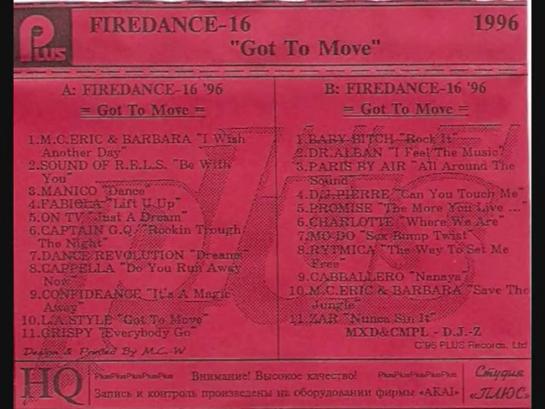 Plus
FIREDANCE-16
1996
"Got To Move"
A: FIREDANCE-16 '96
= Got To Move =
1.M.C.ERIC & BARBARA "I Wish
Another Day"
2.SOUND OF R.E.L.S. "Be With
You"
3.MANICO "Dance"
4.FABIOLA "Lift U Up"
5.ON TV "Just A Dream"
6.CAPTAIN G.Q. "Rockin Trough
The Night"
7.DANCE REVOLUTION "Dreams"
8.CAPPELLA "Do You Run Away
Now"
9.CONFIDEANCE "It's A Magic
Away"
10.L.A.STYLE "Got To Move"
11.CRISPY "Everybody Go"
Design & Printed By M.C.-W
B: FIREDANCE-16 '96
= Got To Move =
1.BABY BITCH "Rock It"
2.DR.ALBAN "I Feel The Music"
3.PARIS BY AIR "All Around The
Sound"
4.D.J.PIERRE "Can You Touch Me"
5.PROMISE "The More You Live ..."
6.CHARLOTTE "Where We Are"
7.MO-DO "Sex Bump Twist"
8.RYTMICA "The Way To Set Me
Free"
9.CABBALLERO "Nanaya"
10.M.C.ERIC & BARBARA "Save The
Jungle"
11.ZAR "Nunca Sin It"
MXD&CMPL - D.J.-Z
C'96 PLUS Records, Ltd
HQ
PlusPlusPlusPlusPlus Внимание! Высокое качество! PlusPlusPlusPlusPlus
Запись и контроль произведены на оборудовании фирмы «AKAI»
Студия
«ПЛЮС»